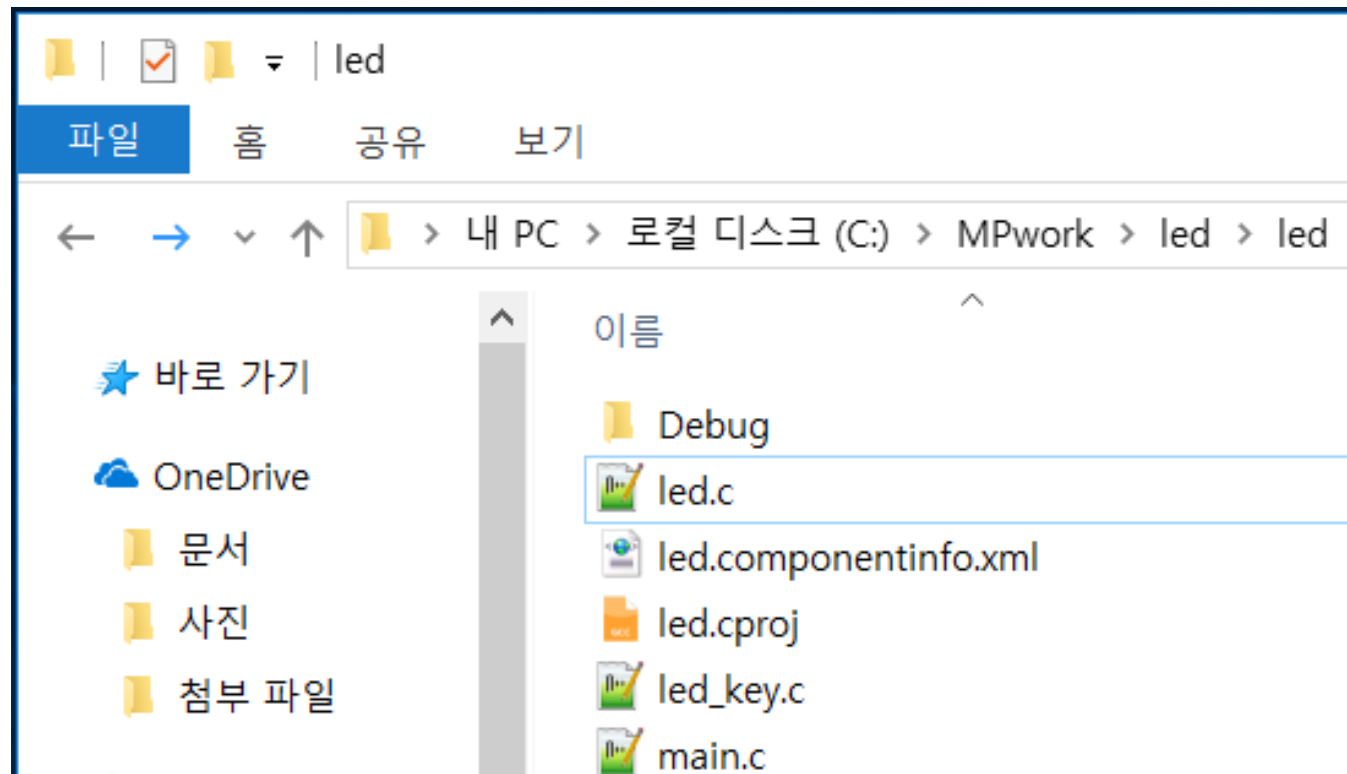 led
파일 홈 공유 보기
내 PC > 로컬 디스크 (C:) > MPwork > led > led
이름
바로 가기
Debug
OneDrive
led.c
문서
led.componentinfo.xml
사진
led.cproj
첨부 파일
led_key.c
main.c